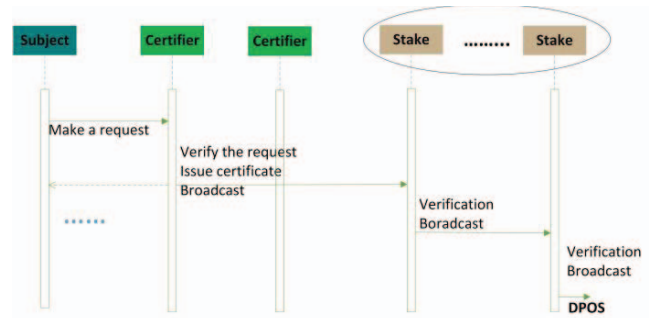 Subject Certifier Certifier Stake ......... Stake
Make a request
Verify the request
Issue certificate
Broadcast
......
Verification
Boradcast
Verification
Broadcast
DPOS